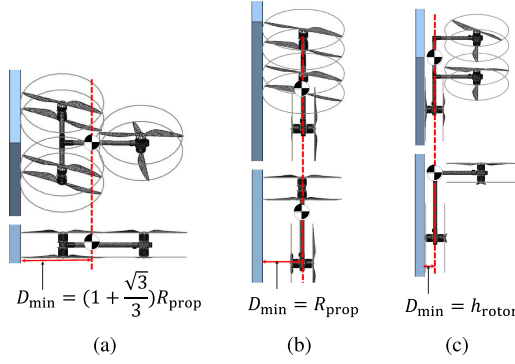 D_min = (1 + √3/3)R_prop
D_min = R_prop
D_min = h_rotor
(a)
(b)
(c)